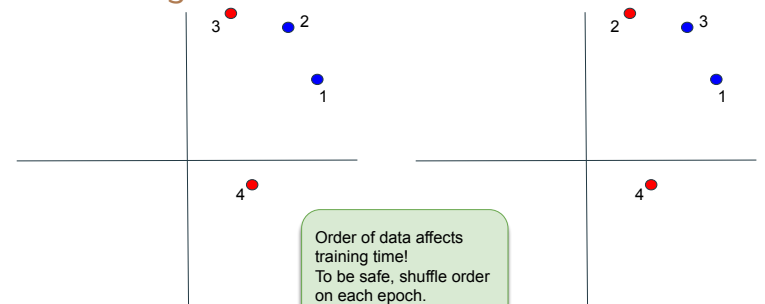 3
2
1
4
2
3
1
4
Order of data affects
training time!
To be safe, shuffle order
on each epoch.